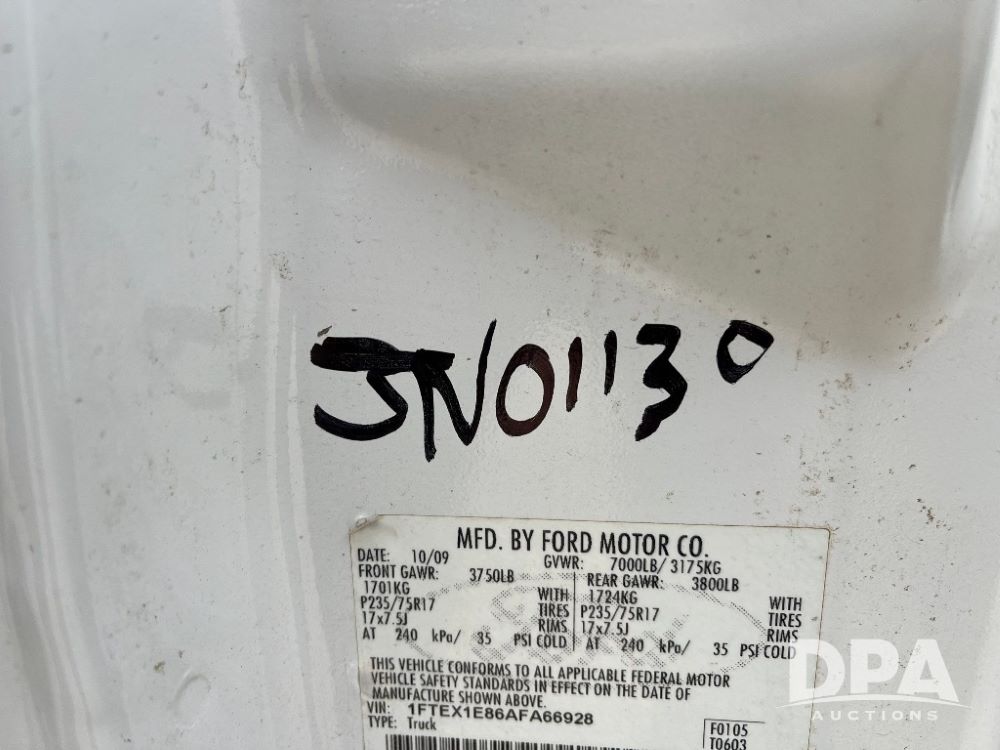 JN01130
MFD. BY FORD MOTOR CO.
DATE: 10/09 GVWR: 7000LB/ 3175KG
FRONT GAWR: 3750LB REAR GAWR: 3800LB
1701KG WITH 1724KG WITH
P235/75R17 TIRES P235/75R17 TIRES
17x7.5J RIMS 17x7.5J RIMS
AT 240 kPa/ 35 PSI COLD AT 240 kPa/ 35 PSI COLD
THIS VEHICLE CONFORMS TO ALL APPLICABLE FEDERAL MOTOR
VEHICLE SAFETY STANDARDS IN EFFECT ON THE DATE OF
MANUFACTURE SHOWN ABOVE.
VIN: 1FTEX1E86AFA66928
TYPE: Truck F0105
T0603
DPA
AUCTIONS